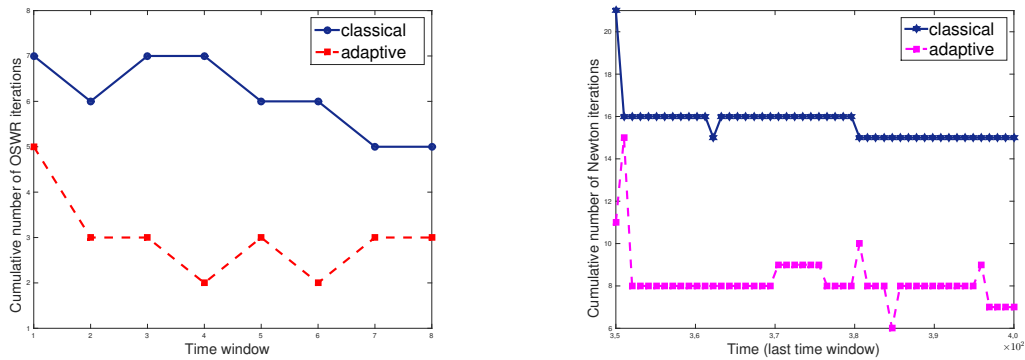 classical
adaptive
Cumulative number of OSWR iterations
8
7
6
5
4
3
2
1
1 2 3 4 5 6 7 8
Time window
classical
adaptive
Cumulative number of Newton iterations
20
18
16
14
12
10
8
6
3,5 3,6 3,7 3,8 3,9 4,0
×10²
Time (last time window)